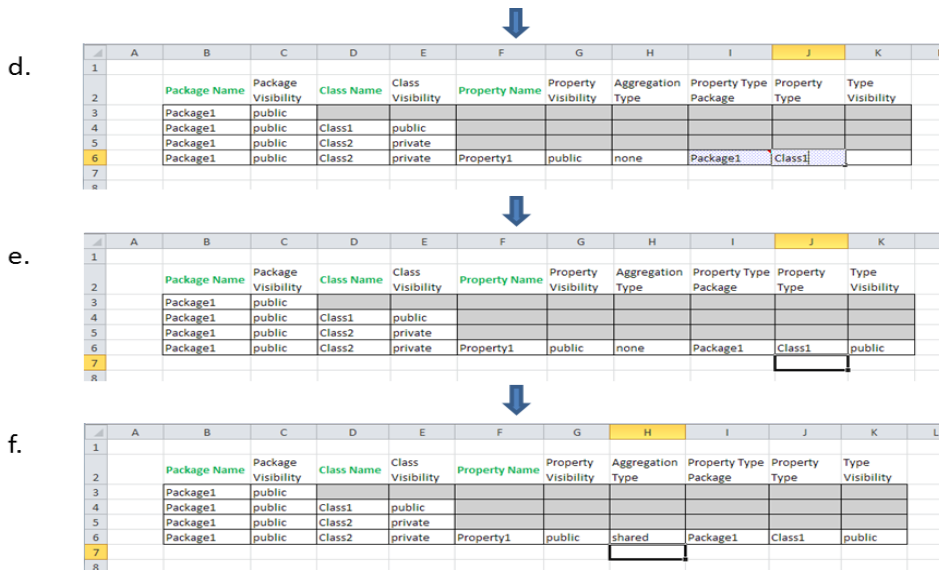 d.
A B C D E F G H I J K
1
Package Name Package Visibility Class Name Class Visibility Property Name Property Visibility Aggregation Type Property Type Package Property Type Type Visibility
2
3 Package1 public
4 Package1 public Class1 public
5 Package1 public Class2 private
6 Package1 public Class2 private Property1 public none Package1 Class1
7
8
e.
A B C D E F G H I J K
1
Package Name Package Visibility Class Name Class Visibility Property Name Property Visibility Aggregation Type Property Type Package Property Type Type Visibility
2
3 Package1 public
4 Package1 public Class1 public
5 Package1 public Class2 private
6 Package1 public Class2 private Property1 public none Package1 Class1 public
7
8
f.
A B C D E F G H I J K L
1
Package Name Package Visibility Class Name Class Visibility Property Name Property Visibility Aggregation Type Property Type Package Property Type Type Visibility
2
3 Package1 public
4 Package1 public Class1 public
5 Package1 public Class2 private
6 Package1 public Class2 private Property1 public shared Package1 Class1 public
7
8